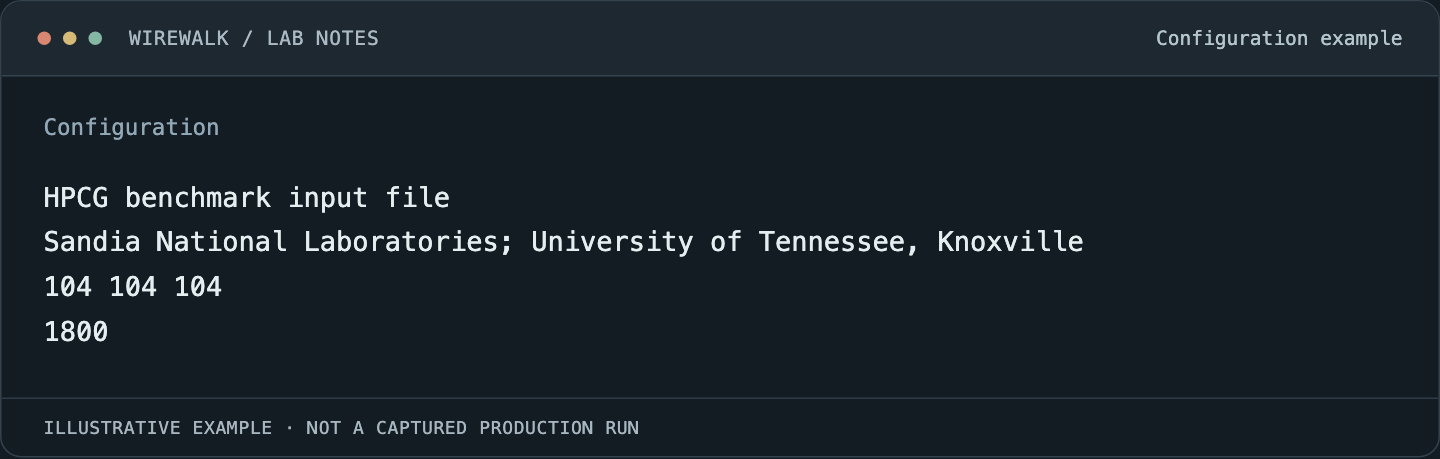 WIREWALK / LAB NOTES
Configuration example
Configuration
HPCG benchmark input file
Sandia National Laboratories; University of Tennessee, Knoxville
104 104 104
1800
ILLUSTRATIVE EXAMPLE · NOT A CAPTURED PRODUCTION RUN